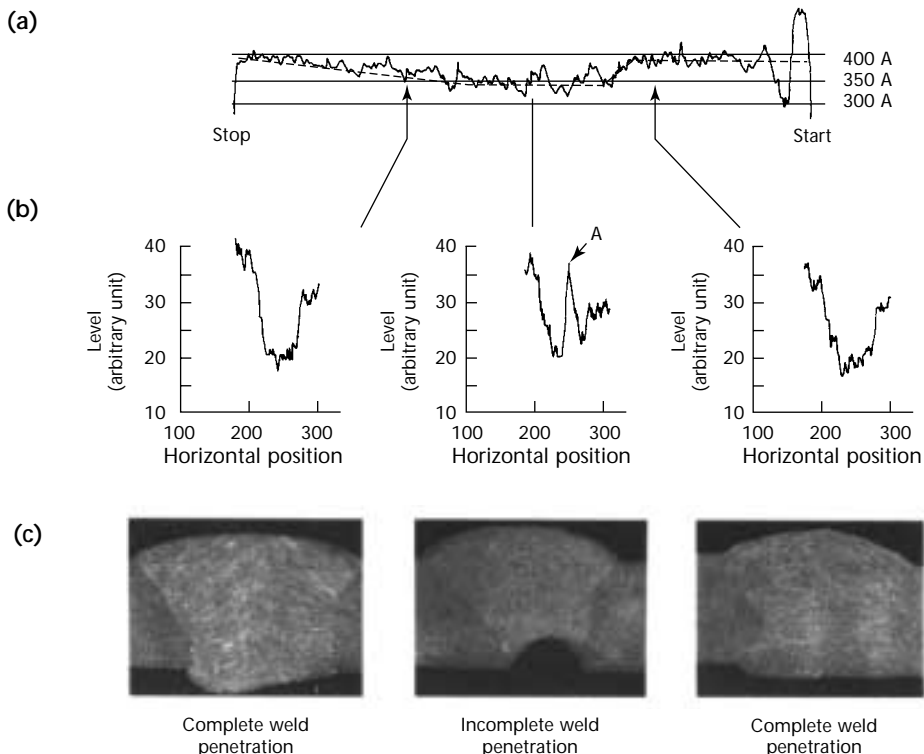 (a)
400 A
350 A
300 A
Stop
Start
(b)
A
40
30
20
10
Level
(arbitrary unit)
100 200 300
Horizontal position
40
30
20
10
Level
(arbitrary unit)
100 200 300
Horizontal position
40
30
20
10
Level
(arbitrary unit)
100 200 300
Horizontal position
(c)
Complete weld
penetration
Incomplete weld
penetration
Complete weld
penetration